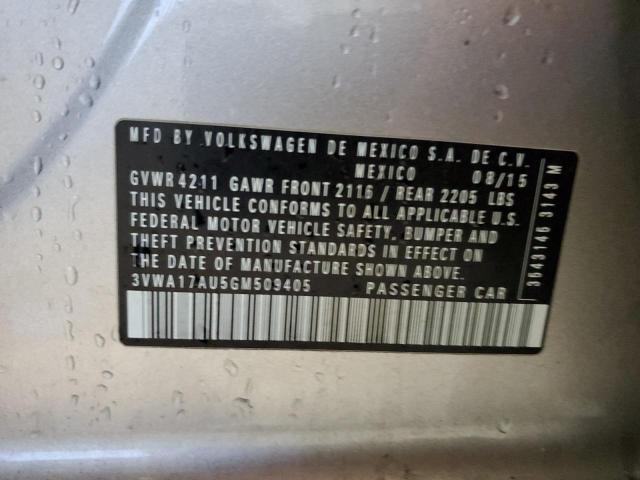 MFD BY VOLKSWAGEN DE MEXICO S.A. DE C.V.
MEXICO 08/15
GVWR 4211 GAWR FRONT 2116 / REAR 2205 LBS
THIS VEHICLE CONFORMS TO ALL APPLICABLE U.S.
FEDERAL MOTOR VEHICLE SAFETY, BUMPER AND
THEFT PREVENTION STANDARDS IN EFFECT ON
THE DATE OF MANUFACTURE SHOWN ABOVE.
3VWA17AU5GM509405 PASSENGER CAR
3643146 3143 M